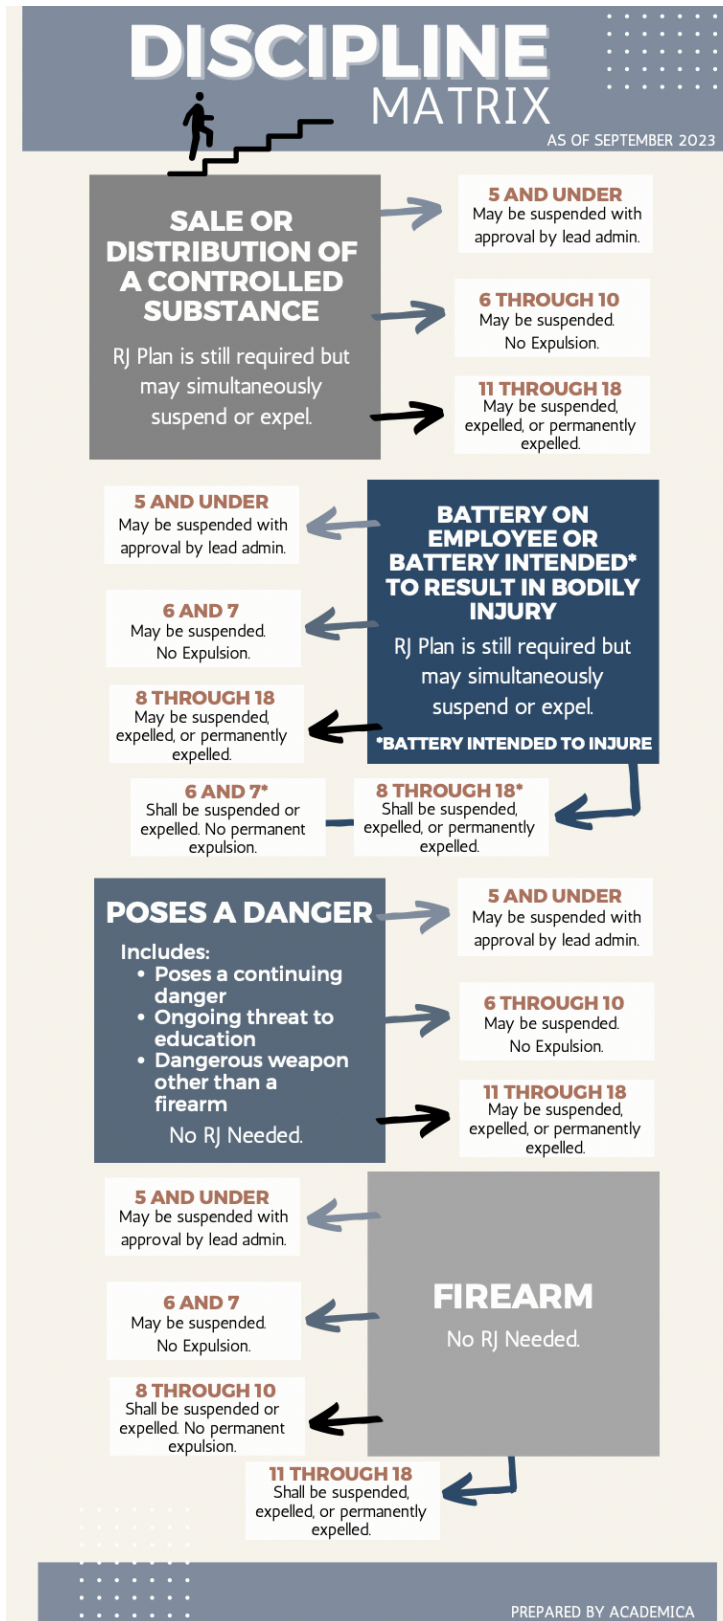 DISCIPLINE
MATRIX
AS OF SEPTEMBER 2023
SALE OR
DISTRIBUTION OF
A CONTROLLED
SUBSTANCE
RJ Plan is still required but
may simultaneously
suspend or expel.
5 AND UNDER
May be suspended with
approval by lead admin.
6 THROUGH 10
May be suspended.
No Expulsion.
11 THROUGH 18
May be suspended,
expelled, or permanently
expelled.
BATTERY ON
EMPLOYEE OR
BATTERY INTENDED*
TO RESULT IN BODILY
INJURY
RJ Plan is still required but
may simultaneously
suspend or expel.
*BATTERY INTENDED TO INJURE
5 AND UNDER
May be suspended with
approval by lead admin.
6 AND 7
May be suspended.
No Expulsion.
8 THROUGH 18
May be suspended,
expelled, or permanently
expelled.
8 THROUGH 18*
Shall be suspended,
expelled, or permanently
expelled.
6 AND 7*
Shall be suspended or
expelled. No permanent
expulsion.
POSES A DANGER
Includes:
• Poses a continuing
danger
• Ongoing threat to
education
• Dangerous weapon
other than a
firearm
No RJ Needed.
5 AND UNDER
May be suspended with
approval by lead admin.
6 THROUGH 10
May be suspended.
No Expulsion.
11 THROUGH 18
May be suspended,
expelled, or permanently
expelled.
FIREARM
No RJ Needed.
5 AND UNDER
May be suspended with
approval by lead admin.
6 AND 7
May be suspended.
No Expulsion.
8 THROUGH 10
Shall be suspended or
expelled. No permanent
expulsion.
11 THROUGH 18
Shall be suspended,
expelled, or permanently
expelled.
PREPARED BY ACADEMICA